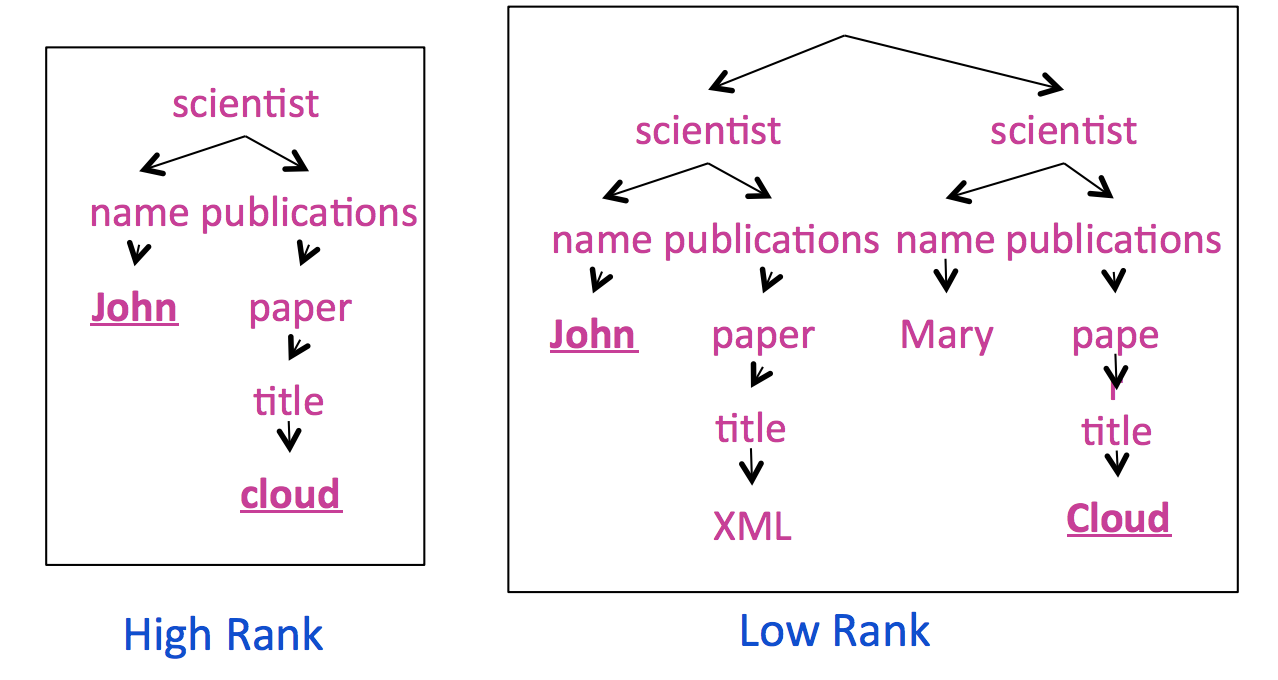 scientist
name publications
John paper
title
cloud
High Rank
scientist scientist
name publications name publications
John paper Mary pape
r
title title
XML Cloud
Low Rank